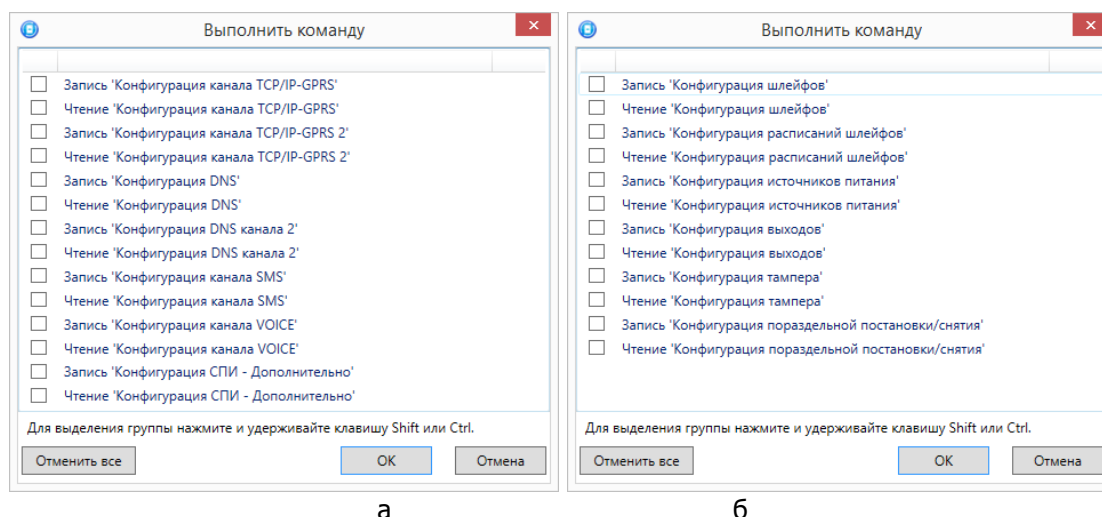 Выполнить команду
Запись 'Конфигурация канала TCP/IP-GPRS'
Чтение 'Конфигурация канала TCP/IP-GPRS'
Запись 'Конфигурация канала TCP/IP-GPRS 2'
Чтение 'Конфигурация канала TCP/IP-GPRS 2'
Запись 'Конфигурация DNS'
Чтение 'Конфигурация DNS'
Запись 'Конфигурация DNS канала 2'
Чтение 'Конфигурация DNS канала 2'
Запись 'Конфигурация канала SMS'
Чтение 'Конфигурация канала SMS'
Запись 'Конфигурация канала VOICE'
Чтение 'Конфигурация канала VOICE'
Запись 'Конфигурация СПИ - Дополнительно'
Чтение 'Конфигурация СПИ - Дополнительно'
Для выделения группы нажмите и удерживайте клавишу Shift или Ctrl.
Отменить все
ОК
Отмена
а
Выполнить команду
Запись 'Конфигурация шлейфов'
Чтение 'Конфигурация шлейфов'
Запись 'Конфигурация расписаний шлейфов'
Чтение 'Конфигурация расписаний шлейфов'
Запись 'Конфигурация источников питания'
Чтение 'Конфигурация источников питания'
Запись 'Конфигурация выходов'
Чтение 'Конфигурация выходов'
Запись 'Конфигурация тампера'
Чтение 'Конфигурация тампера'
Запись 'Конфигурация пораздельной постановки/снятия'
Чтение 'Конфигурация пораздельной постановки/снятия'
Для выделения группы нажмите и удерживайте клавишу Shift или Ctrl.
Отменить все
ОК
Отмена
б